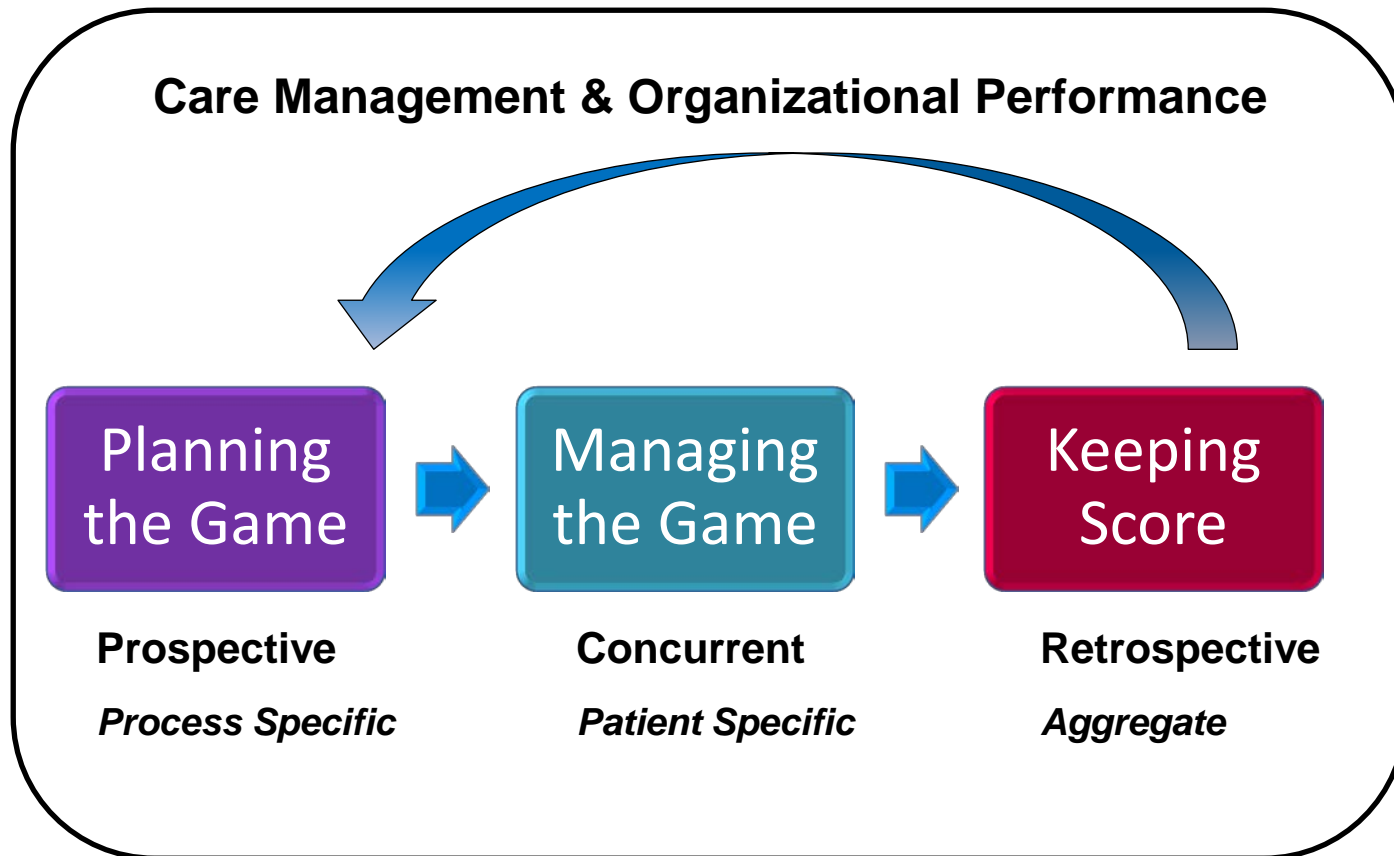 Care Management & Organizational Performance
Planning
the Game
Managing
the Game
Keeping
Score
Prospective
Concurrent
Retrospective
Process Specific
Patient Specific
Aggregate